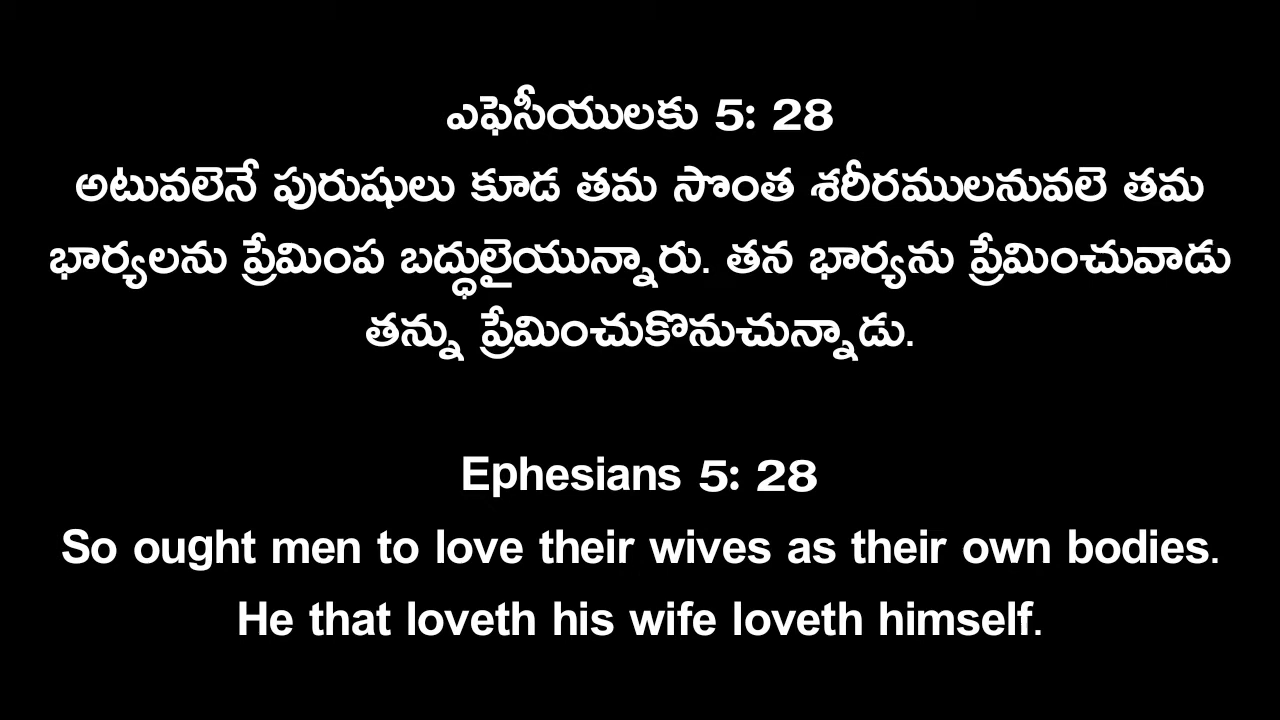 ఎఫెసీయులకు 5: 28
అటువలెనే పురుషులు కూడ తమ సొంత శరీరములనువలె తమ
భార్యలను ప్రేమింప బద్ధులైయున్నారు. తన భార్యను ప్రేమించువాడు
తన్ను ప్రేమించుకొనుచున్నాడు.
Ephesians 5: 28
So ought men to love their wives as their own bodies.
He that loveth his wife loveth himself.